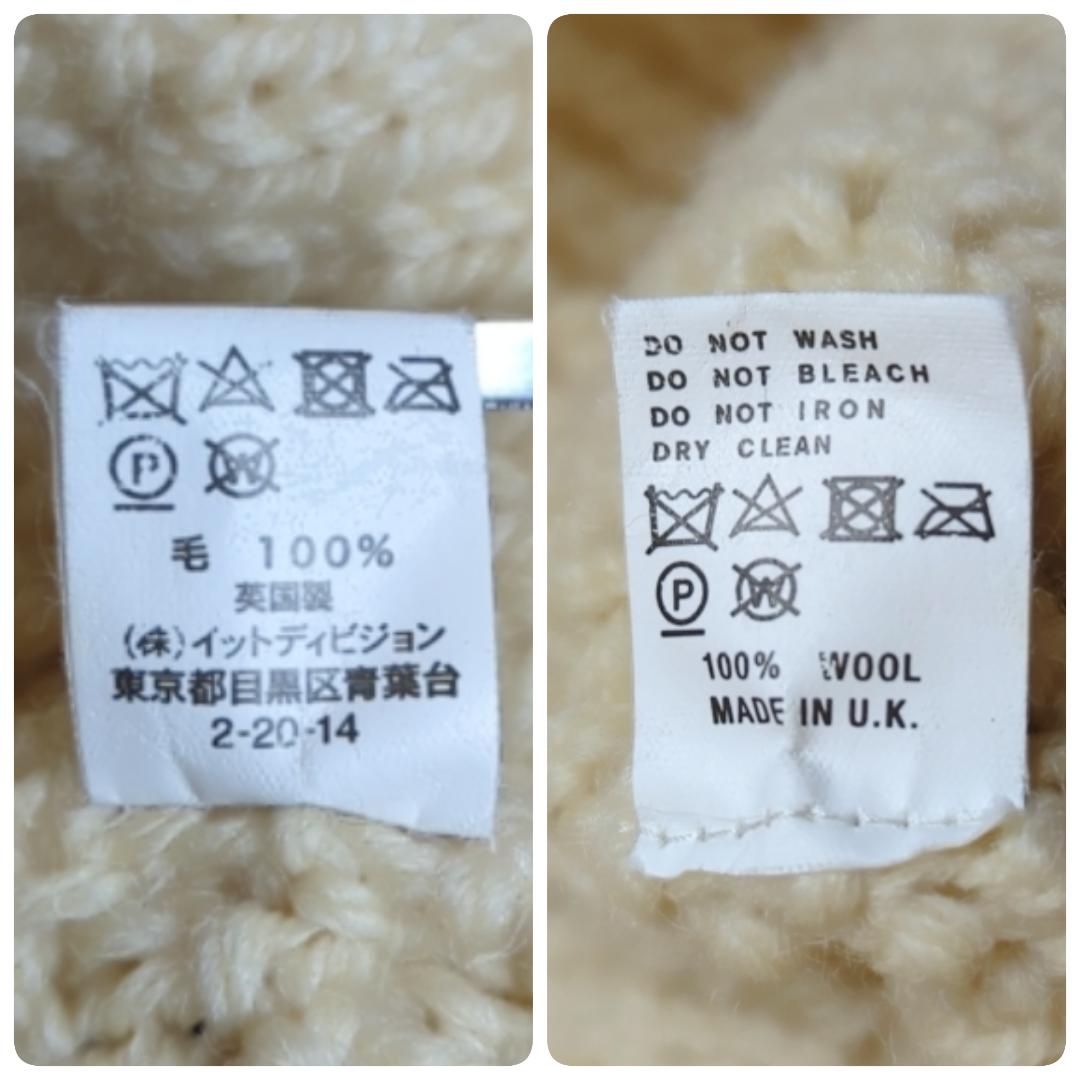 P W
毛 100%
英国製
(株)イットディビジョン
東京都目黒区青葉台
2-20-14
DO NOT WASH
DO NOT BLEACH
DO NOT IRON
DRY CLEAN
P W
100% WOOL
MADE IN U.K.